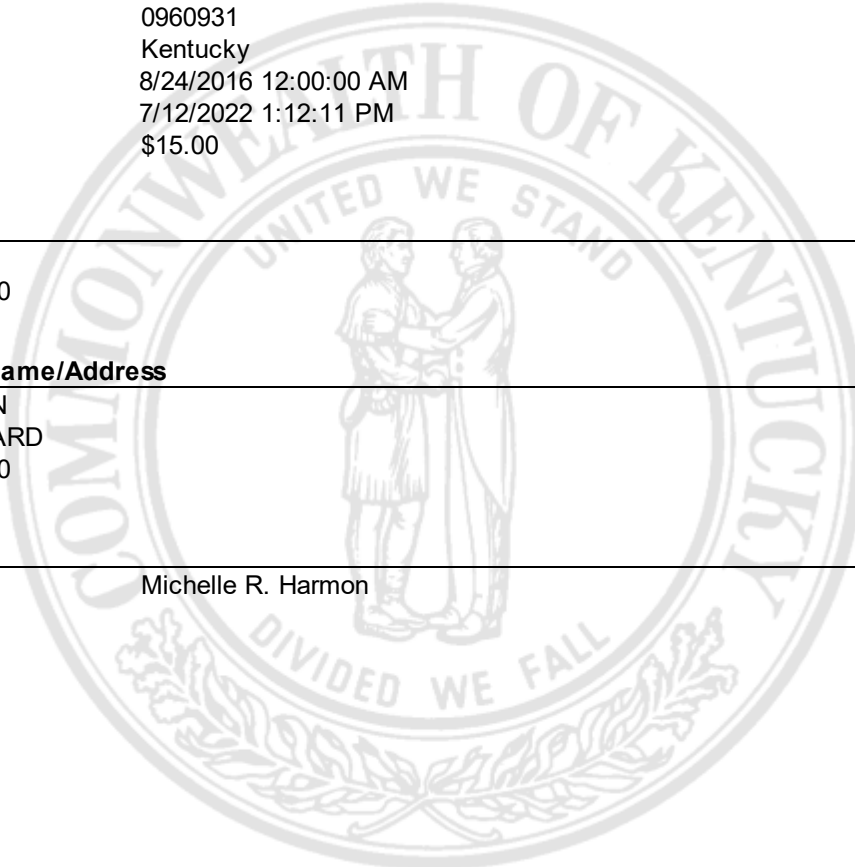 0960931
Kentucky
8/24/2016 12:00:00 AM
7/12/2022 1:12:11 PM
$15.00
COMMONWEALTH OF KENTUCKY
UNITED WE STAND
0
ame/Address
N
ARD
0
Michelle R. Harmon
DIVIDED WE FALL